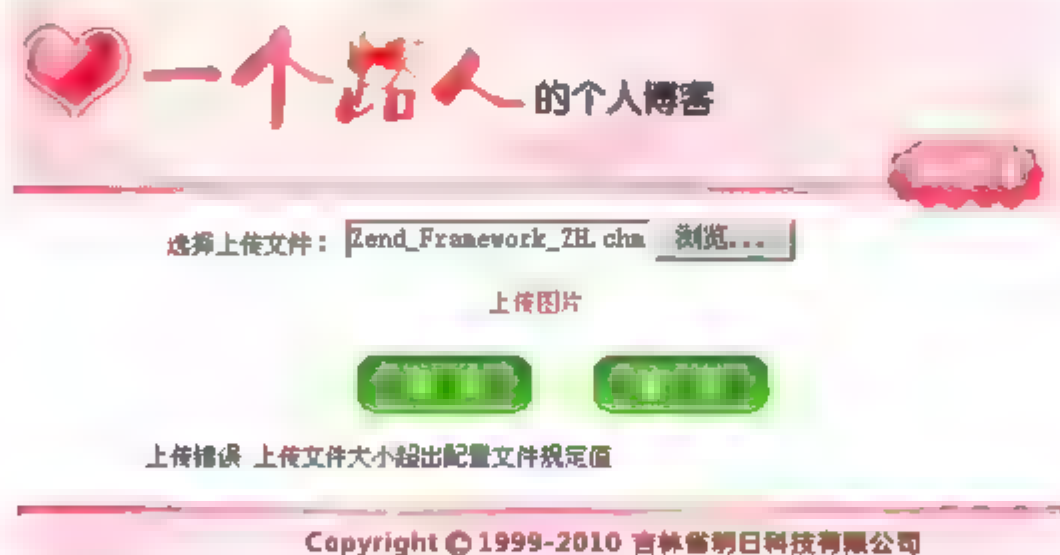 一个路人的个人博客
选择上传文件: Zend_Framework_ZH.chm 浏览...
上传图片
上传错误 上传文件大小超出配置文件规定值
Copyright © 1999-2010 吉林省明日科技有限公司